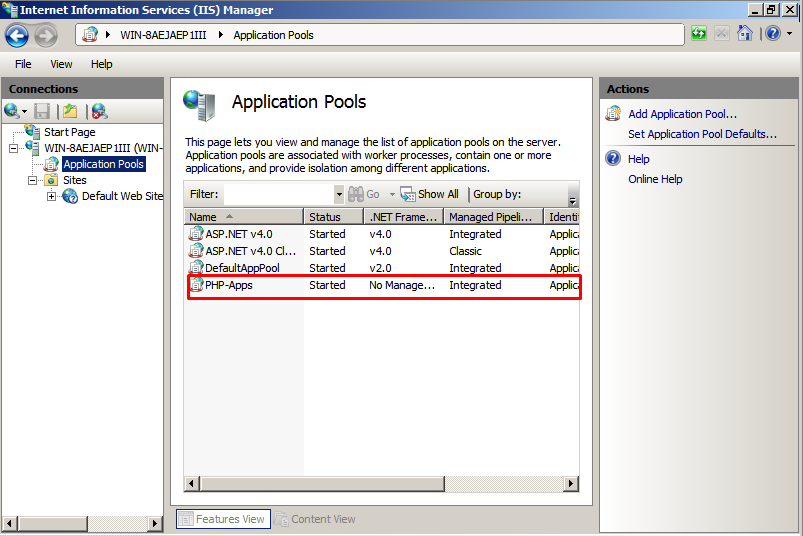 Internet Information Services (IIS) Manager
WIN-8AEJAEP1III Application Pools
File View Help
Connections
Start Page
WIN-8AEJAEP1III (WIN-
Application Pools
Sites
Default Web Site
Application Pools
This page lets you view and manage the list of application pools on the server.
Application pools are associated with worker processes, contain one or more
applications, and provide isolation among different applications.
Filter: Go Show All Group by:
Name Status .NET Frame... Managed Pipeli... Identit
ASP.NET v4.0 Started v4.0 Integrated Applica
ASP.NET v4.0 Cl... Started v4.0 Classic Applica
DefaultAppPool Started v2.0 Integrated Applica
PHP-Apps Started No Manage... Integrated Applica
Features View Content View
Actions
Add Application Pool...
Set Application Pool Defaults...
Help
Online Help